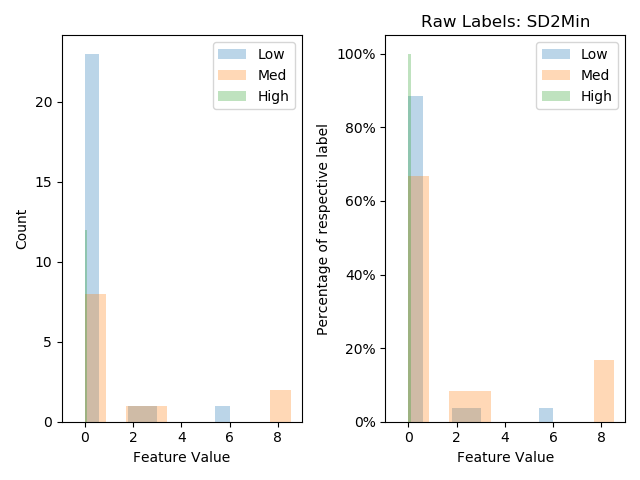 Raw Labels: SD2Min
Low
Med
High
20
15
10
5
0
Count
0 2 4 6 8
Feature Value
Low
Med
High
100%
80%
60%
40%
20%
0%
Percentage of respective label
0 2 4 6 8
Feature Value